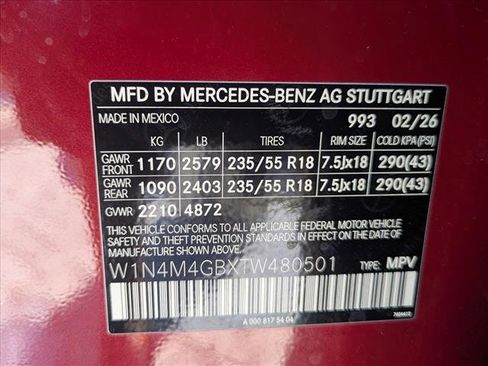 MFD BY MERCEDES-BENZ AG STUTTGART
MADE IN MEXICO 993 02/26
KG LB TIRES RIM SIZE COLD KPA(PSI)
GAWR FRONT 1170 2579 235/55 R18 7.5Jx18 290(43)
GAWR REAR 1090 2403 235/55 R18 7.5Jx18 290(43)
GVWR 2210 4872
THIS VEHICLE CONFORMS TO ALL APPLICABLE FEDERAL MOTOR VEHICLE
SAFETY STANDARDS IN EFFECT ON THE DATE OF
MANUFACTURE SHOWN ABOVE.
W1N4M4GBXTW480501 TYPE: MPV
A 000 817 54 04